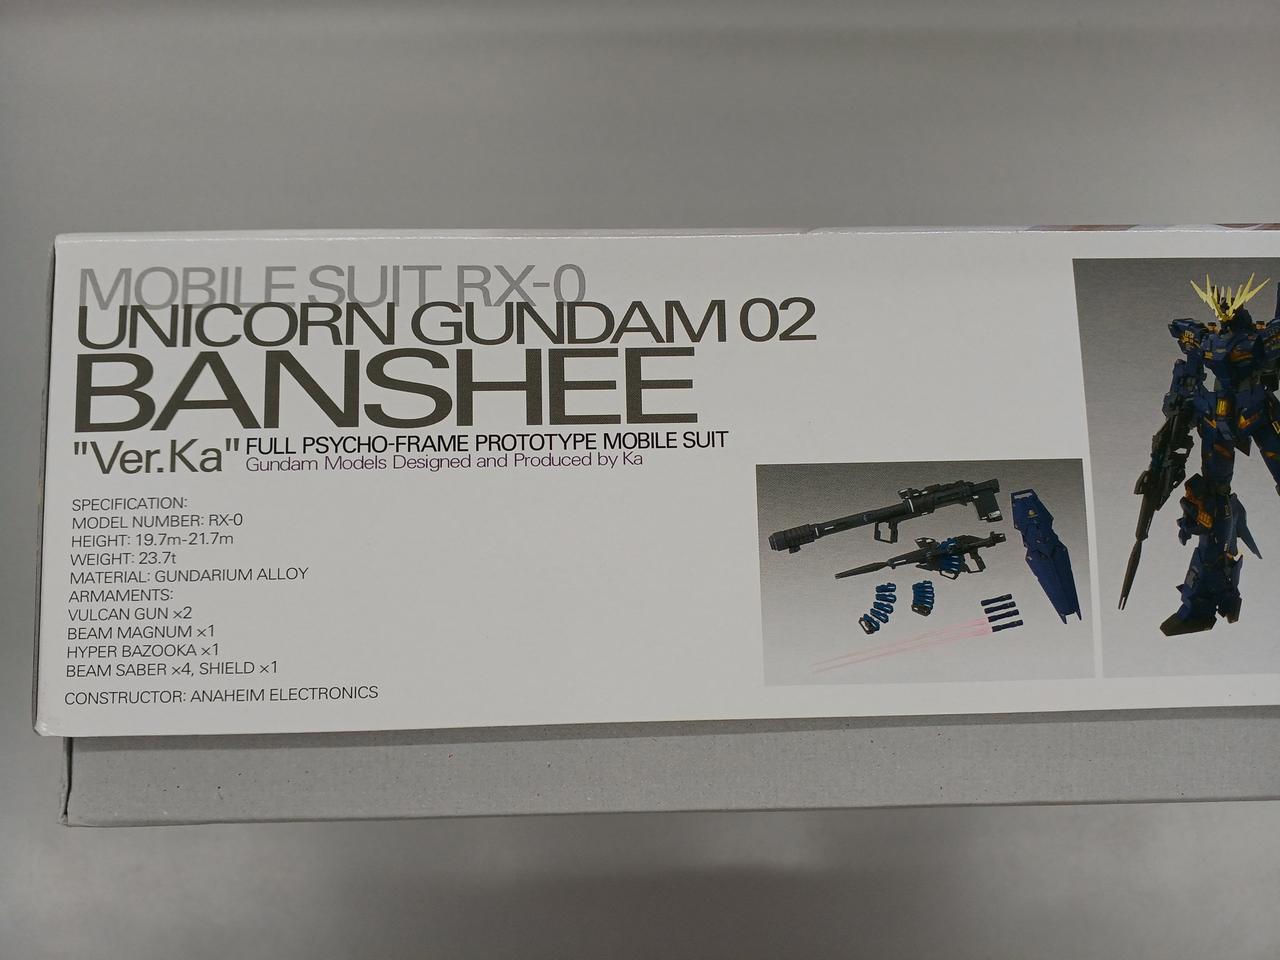 MOBILE SUIT RX-0
UNICORN GUNDAM 02
BANSHEE
"Ver.Ka" FULL PSYCHO-FRAME PROTOTYPE MOBILE SUIT
Gundam Models Designed and Produced by Ka
SPECIFICATION:
MODEL NUMBER: RX-0
HEIGHT: 19.7m-21.7m
WEIGHT: 23.7t
MATERIAL: GUNDARIUM ALLOY
ARMAMENTS:
VULCAN GUN ×2
BEAM MAGNUM ×1
HYPER BAZOOKA ×1
BEAM SABER ×4, SHIELD ×1
CONSTRUCTOR: ANAHEIM ELECTRONICS